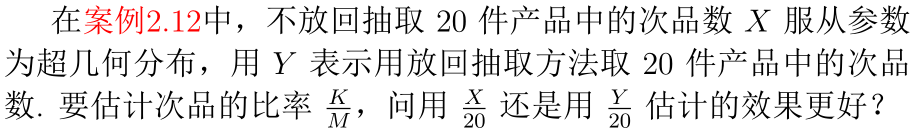 在案例2.12中，不放回抽取 20 件产品中的次品数 X 服从参数
为超几何分布，用 Y 表示用放回抽取方法取 20 件产品中的次品
数. 要估计次品的比率 K/M，问用 X/20 还是用 Y/20 估计的效果更好?